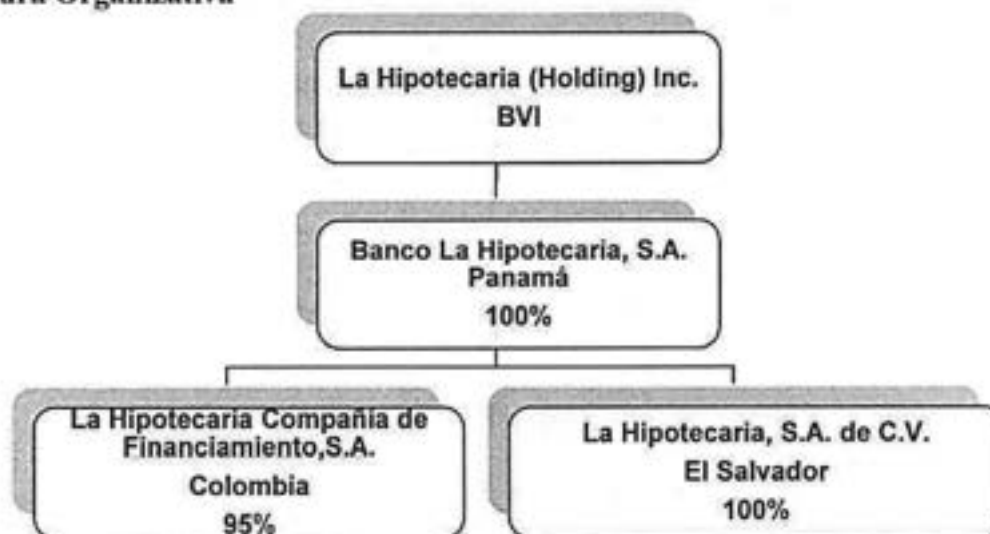 Organizativa
La Hipotecaria (Holding) Inc.
BVI
Banco La Hipotecaria, S.A.
Panamá
100%
La Hipotecaria Compañía de
Financiamiento,S.A.
Colombia
95%
La Hipotecaria, S.A. de C.V.
El Salvador
100%